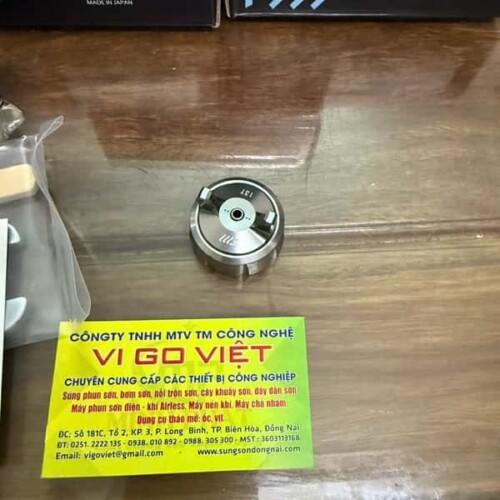 MADE IN JAPAN
13T
CÔNGTY TNHH MTV TM CÔNG NGHỆ
VI GO VIỆT
CHUYÊN CUNG CẤP CÁC THIẾT BỊ CÔNG NGHIỆP
Súng phun sơn, bơm sơn, nồi trộn sơn, cây khuấy sơn, dây dẫn sơn
Máy phun sơn điện - khí Airless, Máy nén khí, Máy chà nhám
Dụng cụ tháo mở: ốc, vít
ĐC: Số 181C, Tổ 2, KP. 3, P. Long Bình, TP. Biên Hòa, Đồng Nai
ĐT: 0251. 2222 135 - 0938. 010 892 - 0988. 305 300 - MST : 3603113168
Email: vigoviet@gmail.com - www.sungsondongnai.com